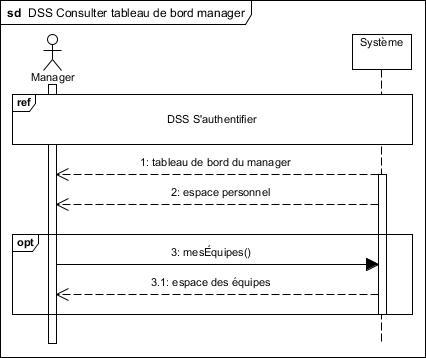 sd DSS Consulter tableau de bord manager
Système
Manager
ref
DSS S'authentifier
1: tableau de bord du manager
2: espace personnel
opt
3: mesÉquipes()
3.1: espace des équipes